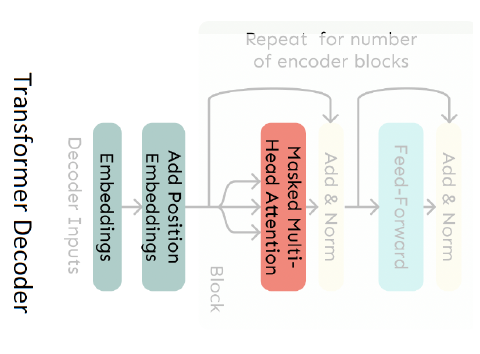 Repeat for number
of encoder blocks
Transformer Decoder
Decoder Inputs
Embeddings
Add Position
Embeddings
Block
Masked Multi-
Head Attention
Add & Norm
Feed-Forward
Add & Norm